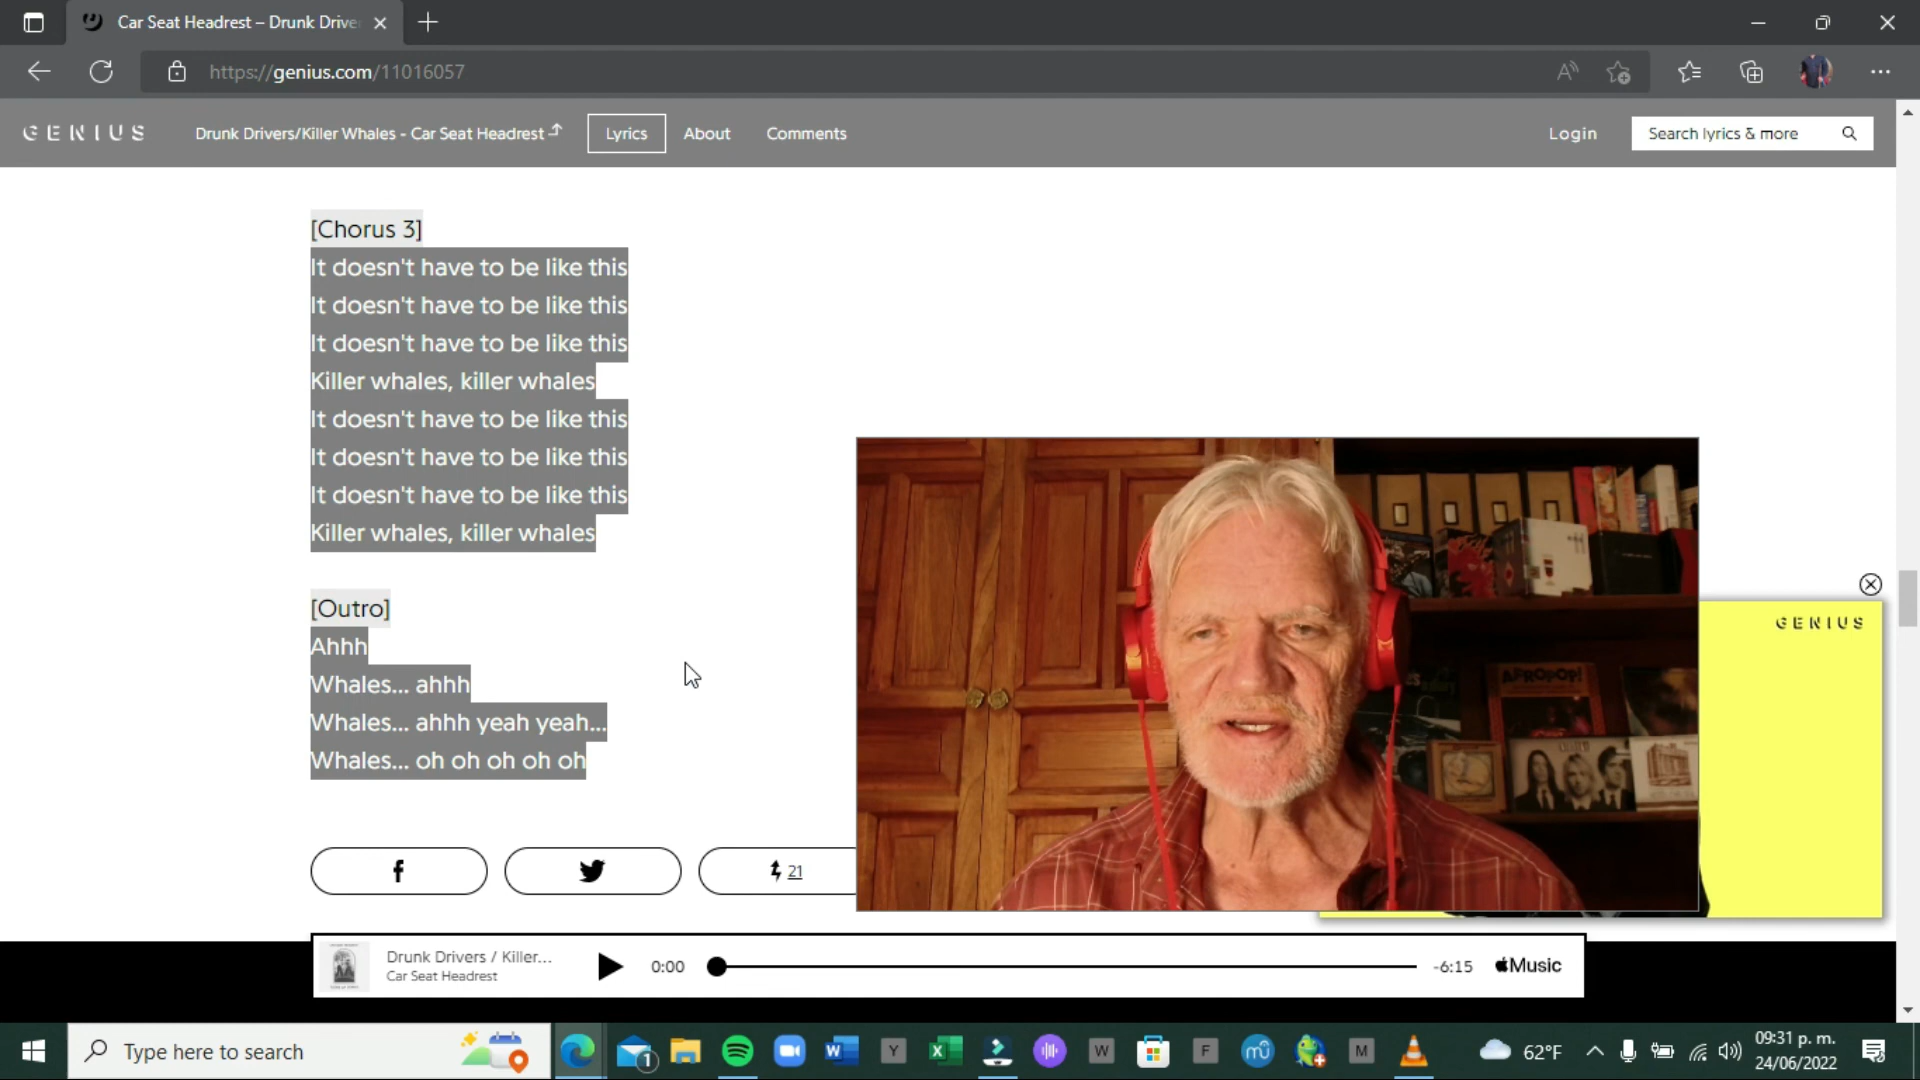 Car Seat Headrest – Drunk Drive
https://genius.com/11016057
GENIUS
Drunk Drivers/Killer Whales - Car Seat Headrest
Lyrics
About
Comments
Login
Search lyrics & more
[Chorus 3]
It doesn't have to be like this
It doesn't have to be like this
It doesn't have to be like this
Killer whales, killer whales
It doesn't have to be like this
It doesn't have to be like this
It doesn't have to be like this
Killer whales, killer whales
[Outro]
Ahhh
Whales... ahhh
Whales... ahhh yeah yeah...
Whales... oh oh oh oh oh
GENIUS
AFROPOP!
21
Drunk Drivers / Killer...
Car Seat Headrest
0:00
-6:15
Music
Type here to search
1
W
Y
X
W
F
mü
M
62°F
09:31 p. m.
24/06/2022